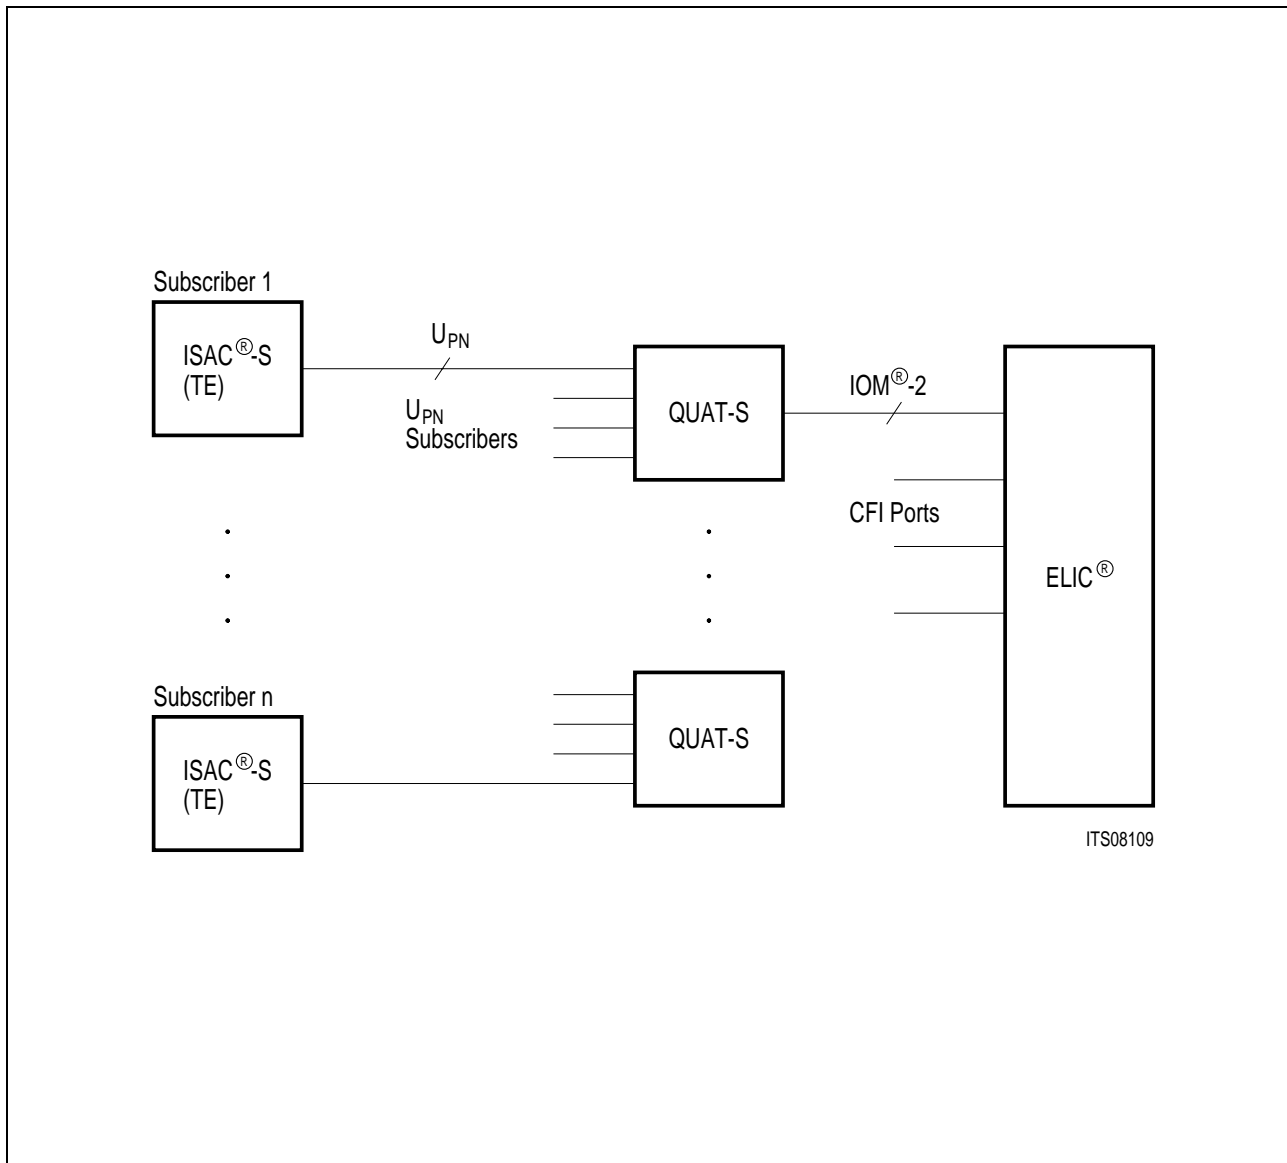 Subscriber 1
ISAC®-S
(TE)
UPN
UPN
Subscribers
QUAT-S
IOM®-2
CFI Ports
ELIC®
Subscriber n
ISAC®-S
(TE)
QUAT-S
ITS08109